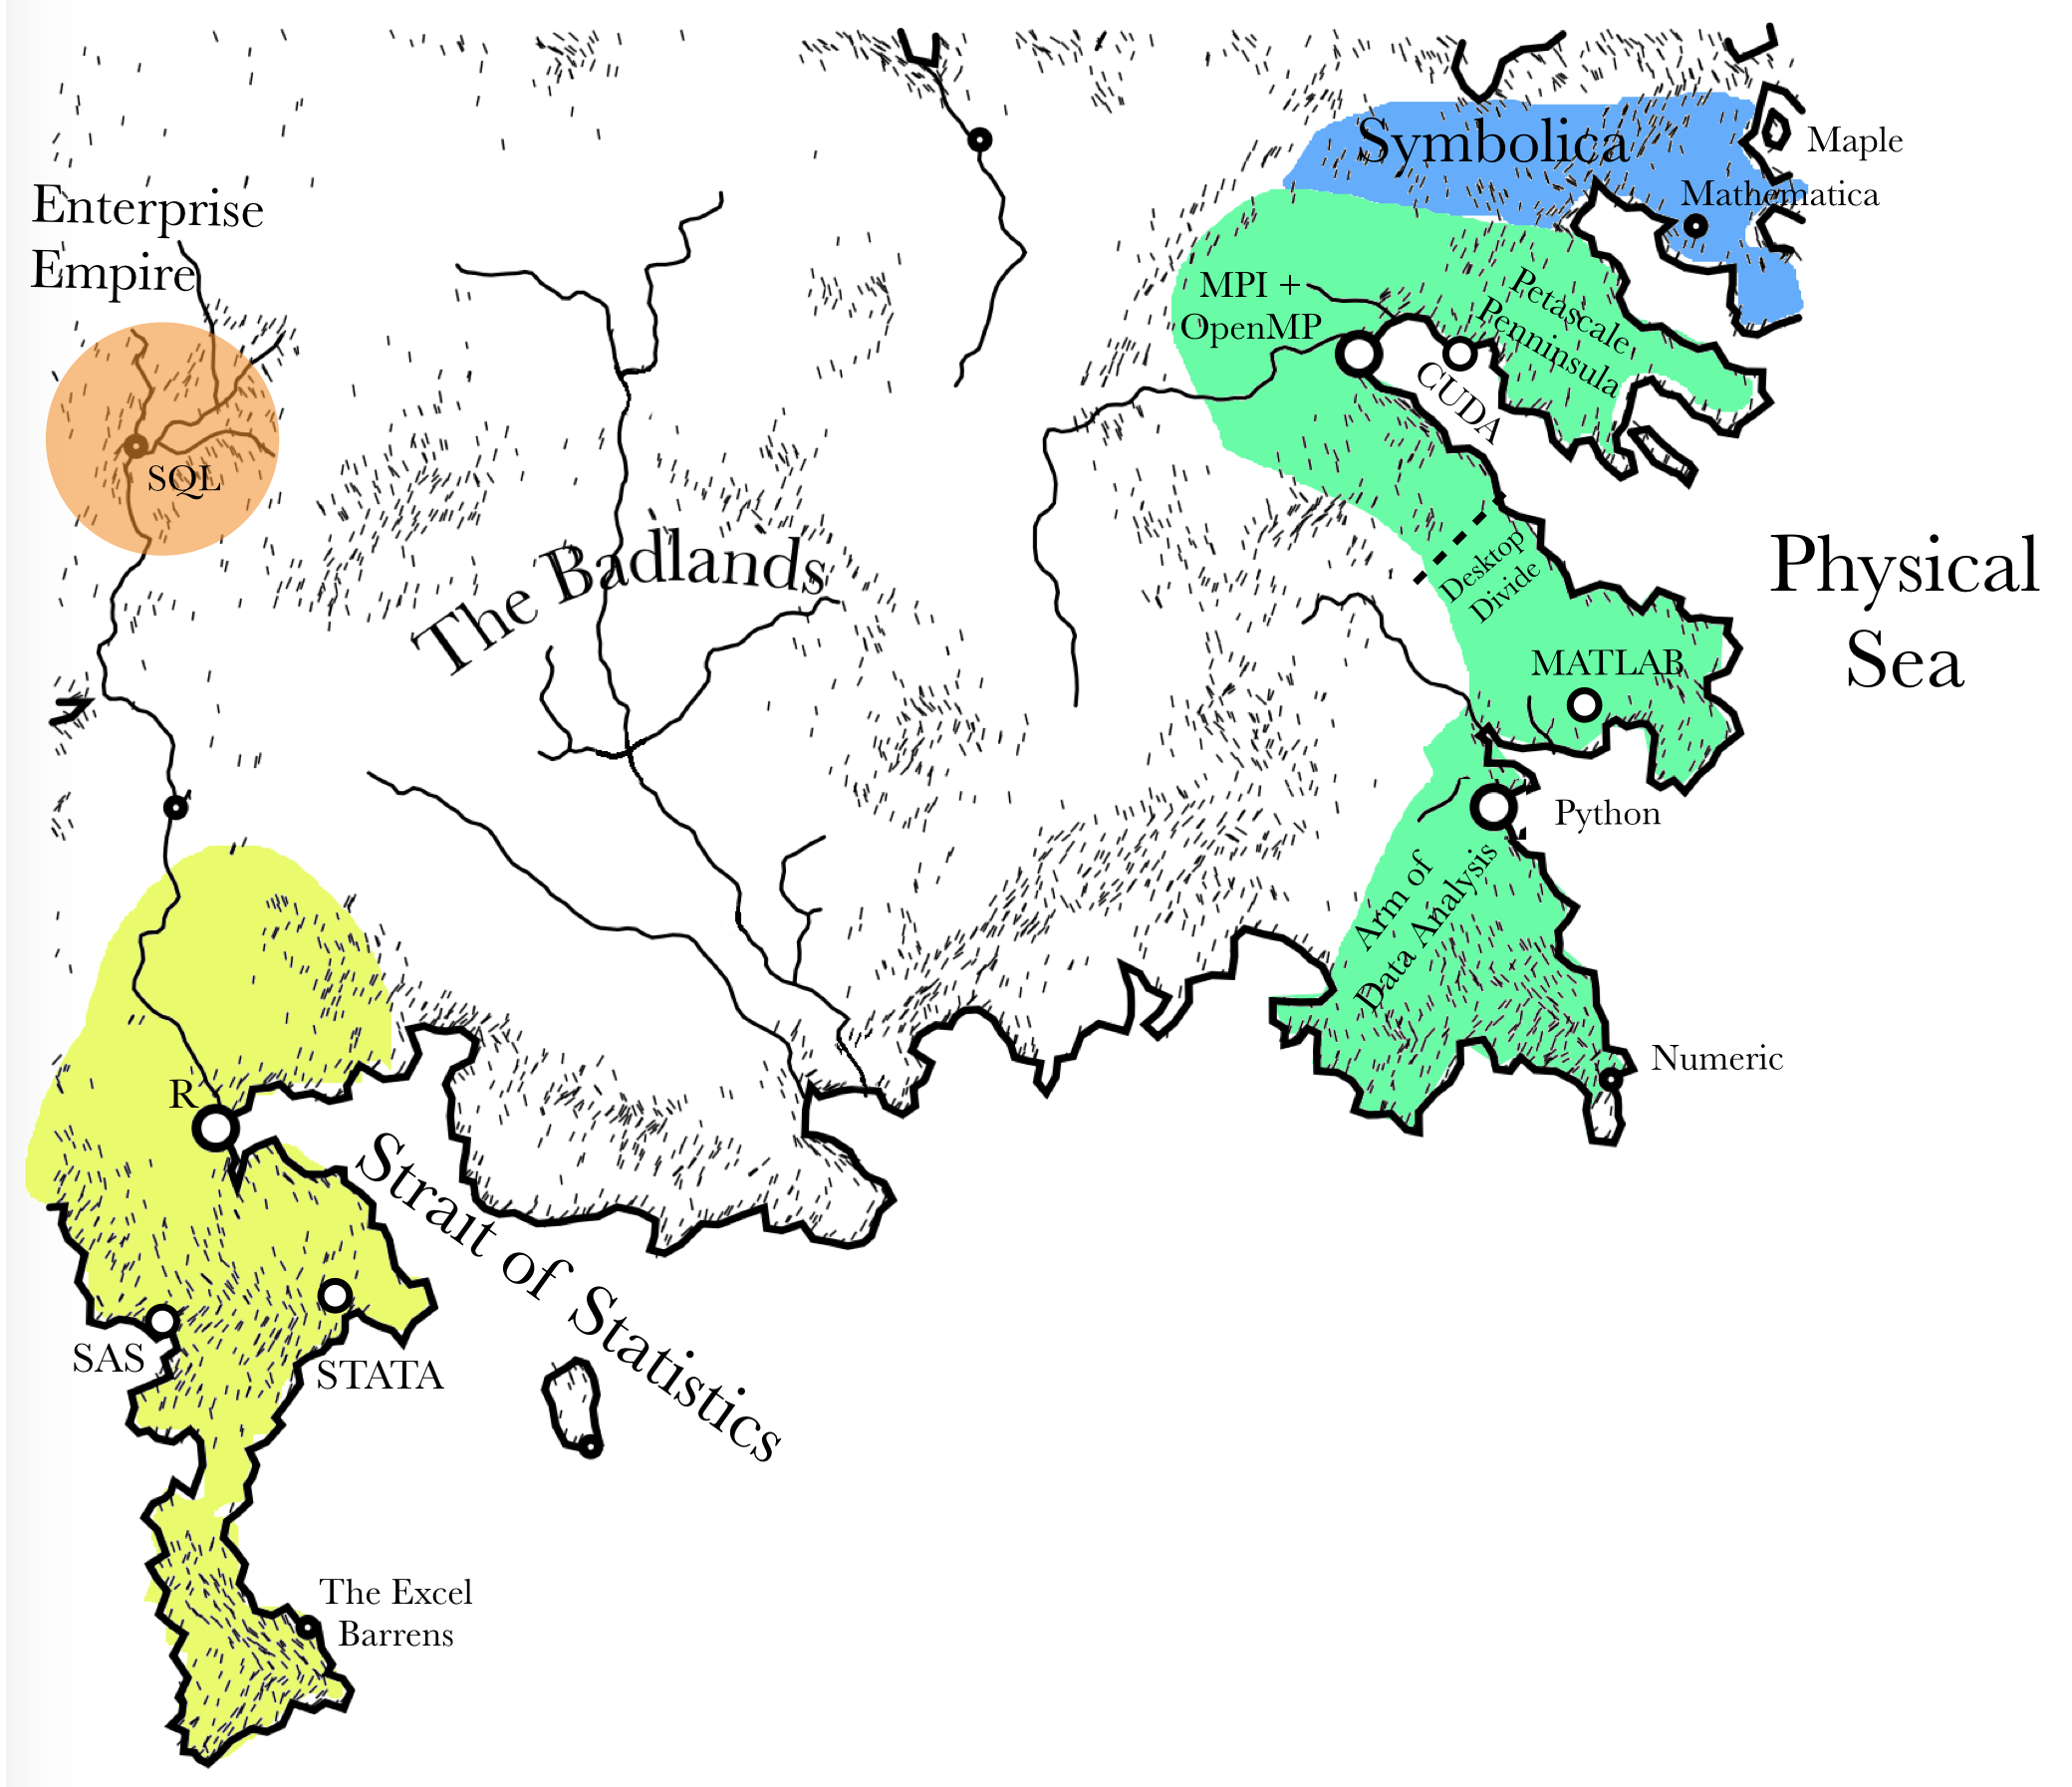 Symbolica
Maple
Mathematica
Enterprise
Empire
MPI +
OpenMP
Petascale
Penninsula
CUDA
SQL
The Badlands
Desktop
Divide
Physical
Sea
MATLAB
Python
Arm of
Data Analysis
Numeric
R
Strait of Statistics
SAS
STATA
The Excel
Barrens